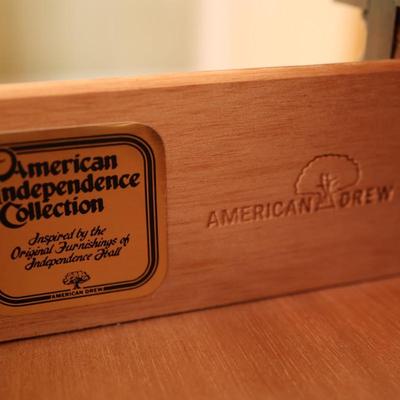 American
Independence
Collection
Inspired by the
Original Furnishings of
Independence Hall
AMERICAN DREW
AMERICAN DREW